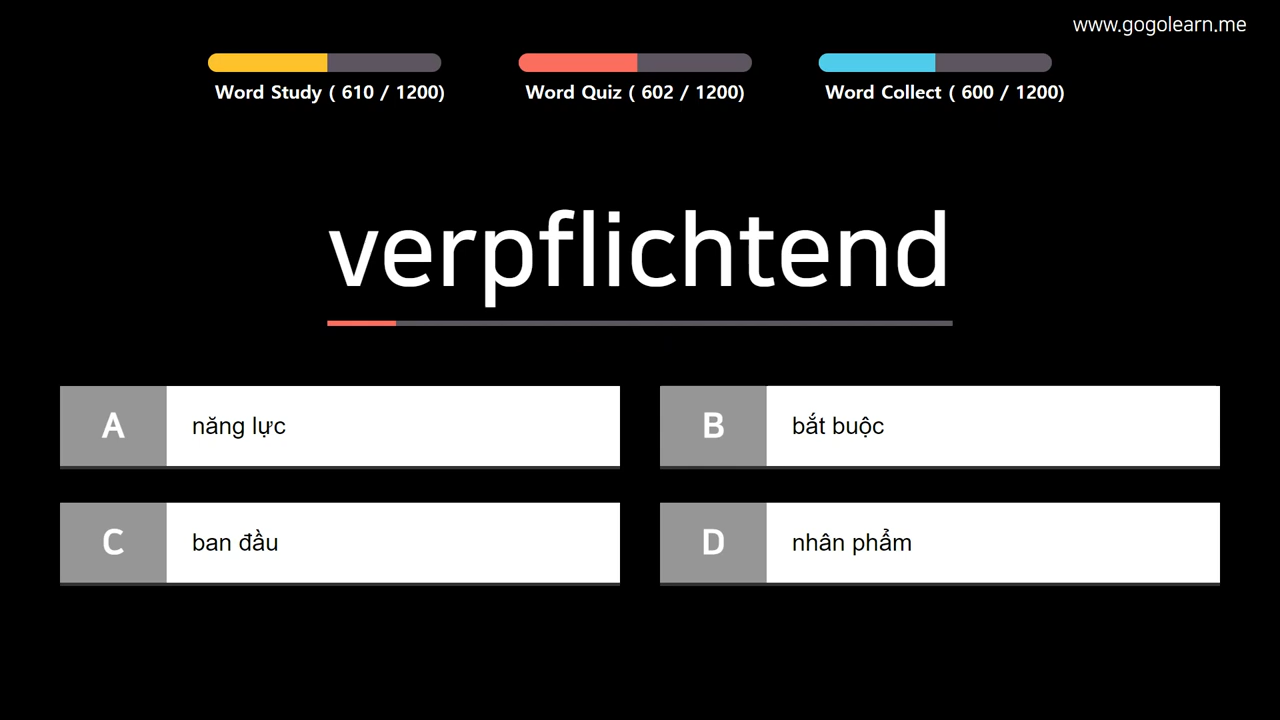 www.gogolearn.me
Word Study ( 610 / 1200)
Word Quiz ( 602 / 1200)
Word Collect ( 600 / 1200)
verpflichtend
A
năng lực
B
bắt buộc
C
ban đầu
D
nhân phẩm